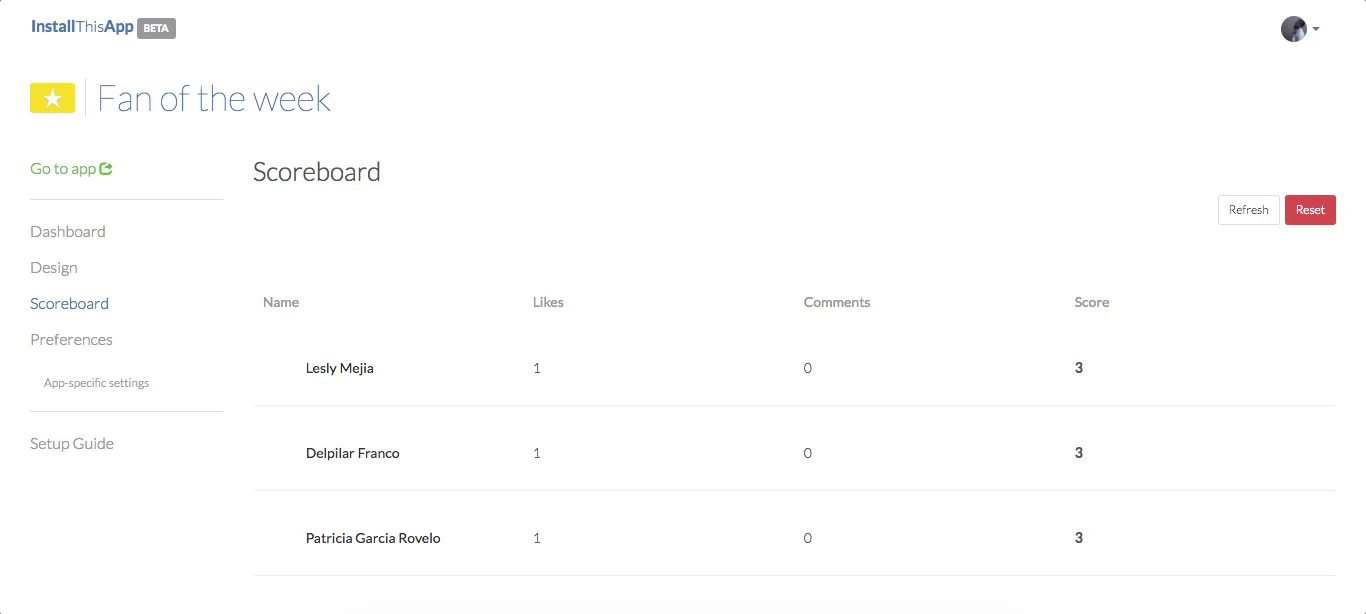 InstallThisApp BETA
Fan of the week
Go to app
Scoreboard
Refresh Reset
Dashboard
Design
Scoreboard
Preferences
App-specific settings
Setup Guide
Name Likes Comments Score
Lesly Mejia 1 0 3
Delpilar Franco 1 0 3
Patricia Garcia Rovelo 1 0 3